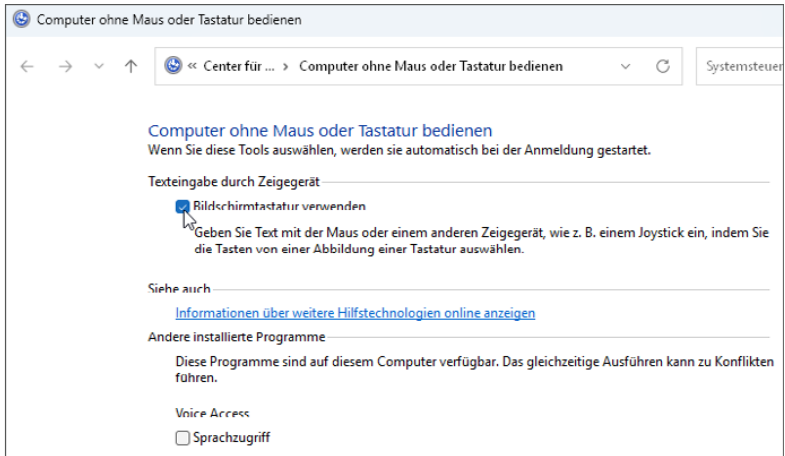 Computer ohne Maus oder Tastatur bedienen
« Center für ... › Computer ohne Maus oder Tastatur bedienen
Systemsteuer
Computer ohne Maus oder Tastatur bedienen
Wenn Sie diese Tools auswählen, werden sie automatisch bei der Anmeldung gestartet.
Texteingabe durch Zeigegerät
Bildschirmtastatur verwenden
Geben Sie Text mit der Maus oder einem anderen Zeigegerät, wie z. B. einem Joystick ein, indem Sie
die Tasten von einer Abbildung einer Tastatur auswählen.
Siehe auch
Informationen über weitere Hilfstechnologien online anzeigen
Andere installierte Programme
Diese Programme sind auf diesem Computer verfügbar. Das gleichzeitige Ausführen kann zu Konflikten
führen.
Voice Access
Sprachzugriff